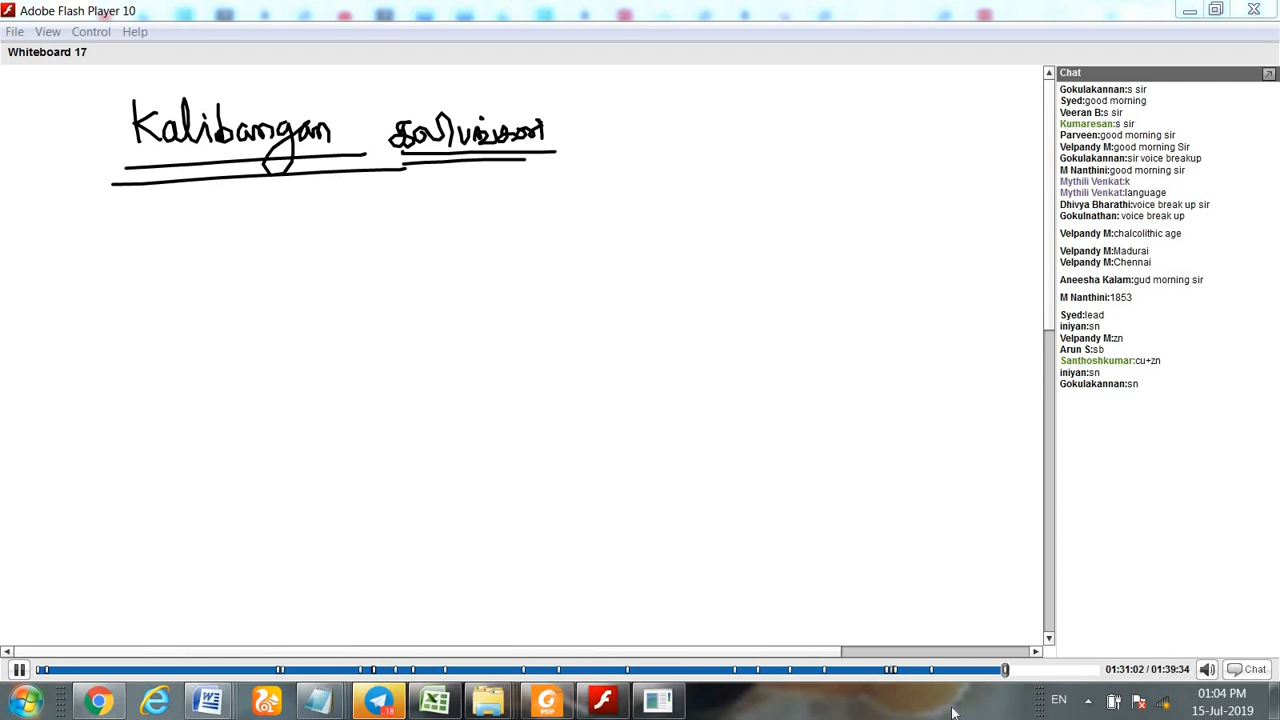 Adobe Flash Player 10
File View Control Help
Whiteboard 17
Kalibangan காலிபங்கன்
Chat
Gokulakannan:s sir
Syed:good morning
Veeran B:s sir
Kumaresan:s sir
Parveen:good morning sir
Velpandy M:good morning Sir
Gokulakannan:sir voice breakup
M Nanthini:good morning sir
Mythili Venkat:k
Mythili Venkat:language
Dhivya Bharathi:voice break up sir
Gokulnathan: voice break up
Velpandy M:chalcolithic age
Velpandy M:Madurai
Velpandy M:Chennai
Aneesha Kalam:gud morning sir
M Nanthini:1853
Syed:lead
iniyan:sn
Velpandy M:zn
Arun S:sb
Santhoshkumar:cu+zn
iniyan:sn
Gokulakannan:sn
01:31:02 / 01:39:34 Chat
W .18 PDF EN 01:04 PM
15-Jul-2019